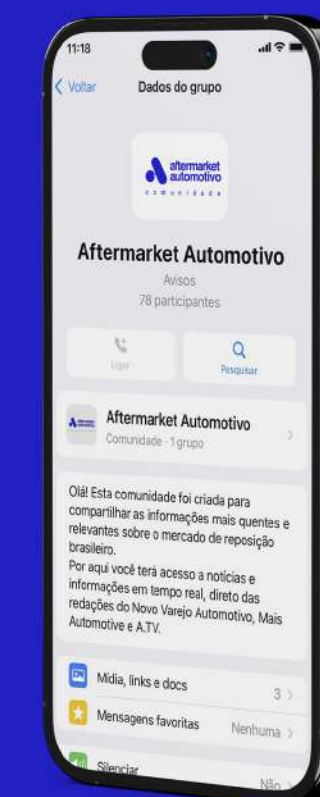 11:18
Voltar
Dados do grupo
aftermarket
automotivo
comunidade
Aftermarket Automotivo
Avisos
78 participantes
Ligar
Pesquisar
Aftermarket Automotivo
Comunidade · 1 grupo
Olá! Esta comunidade foi criada para
compartilhar as informações mais quentes e
relevantes sobre o mercado de reposição
brasileiro.
Por aqui você terá acesso a notícias e
informações em tempo real, direto das
redações do Novo Varejo Automotivo, Mais
Automotive e A.TV.
Mídia, links e docs
3
Mensagens favoritas
Nenhuma
Silenciar
Não